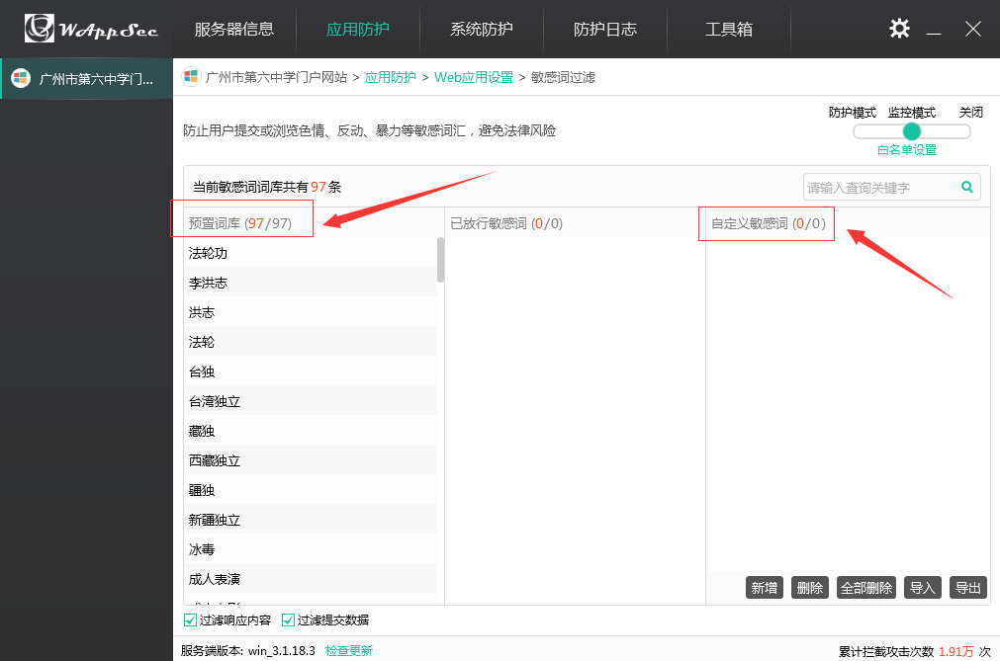 WAppSec
服务器信息
应用防护
系统防护
防护日志
工具箱
广州市第六中学门...
广州市第六中学门户网站 > 应用防护 > Web应用设置 > 敏感词过滤
防护模式 监控模式 关闭
防止用户提交或浏览色情、反动、暴力等敏感词汇，避免法律风险
白名单设置
当前敏感词词库共有97条
请输入查询关键字
预置词库 (97/97)
已放行敏感词 (0/0)
自定义敏感词 (0/0)
法轮功
李洪志
洪志
法轮
台独
台湾独立
藏独
西藏独立
疆独
新疆独立
冰毒
成人表演
新增 删除 全部删除 导入 导出
过滤响应内容 过滤提交数据
服务端版本: win_3.1.18.3 检查更新
累计拦截攻击次数 1.91万 次